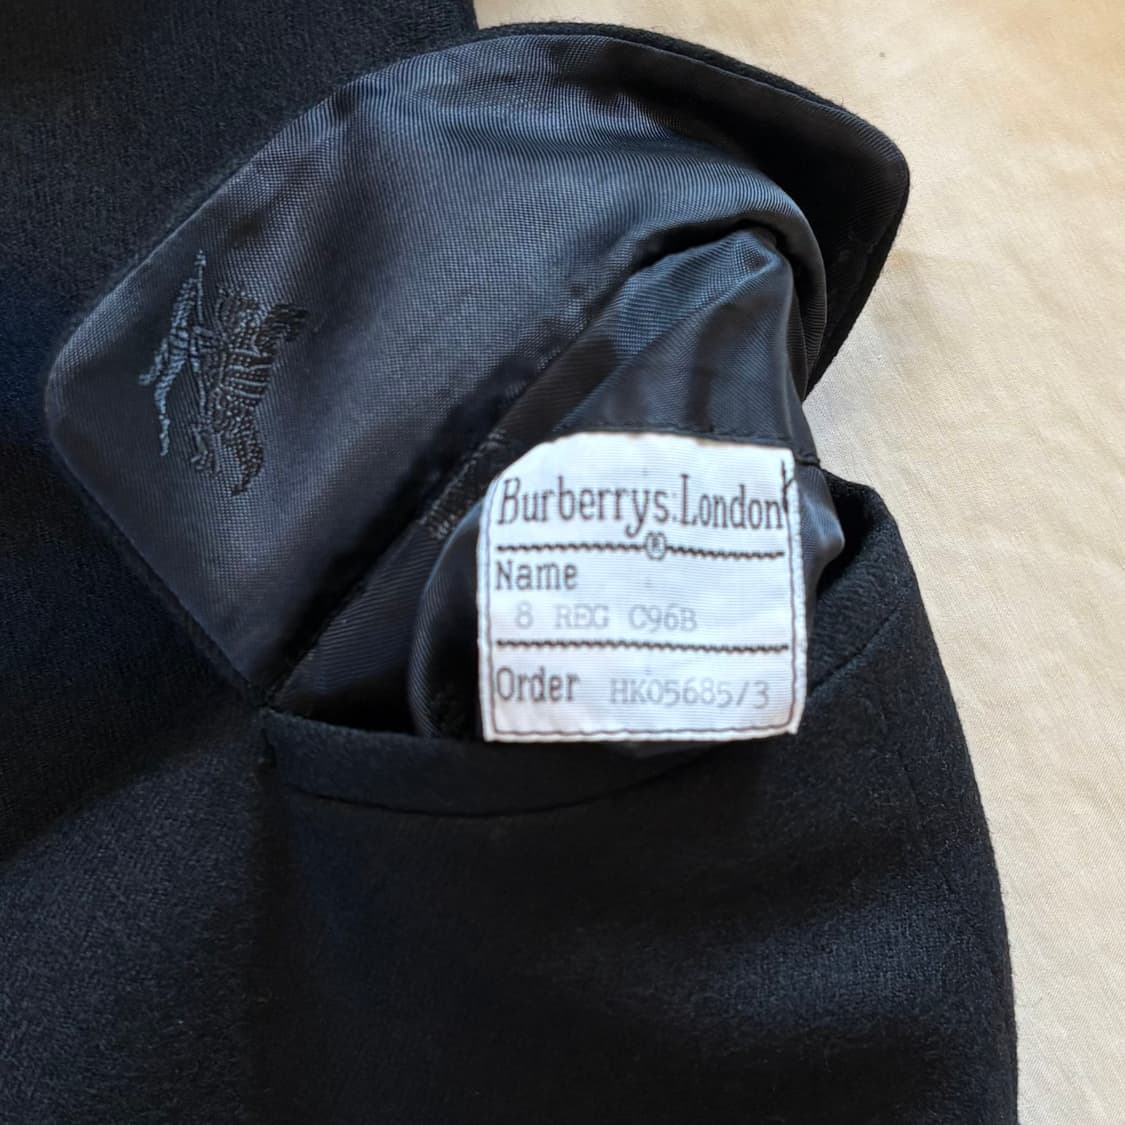 Burberrys. London
®
Name
8 REG C96B
Order HK05685/3